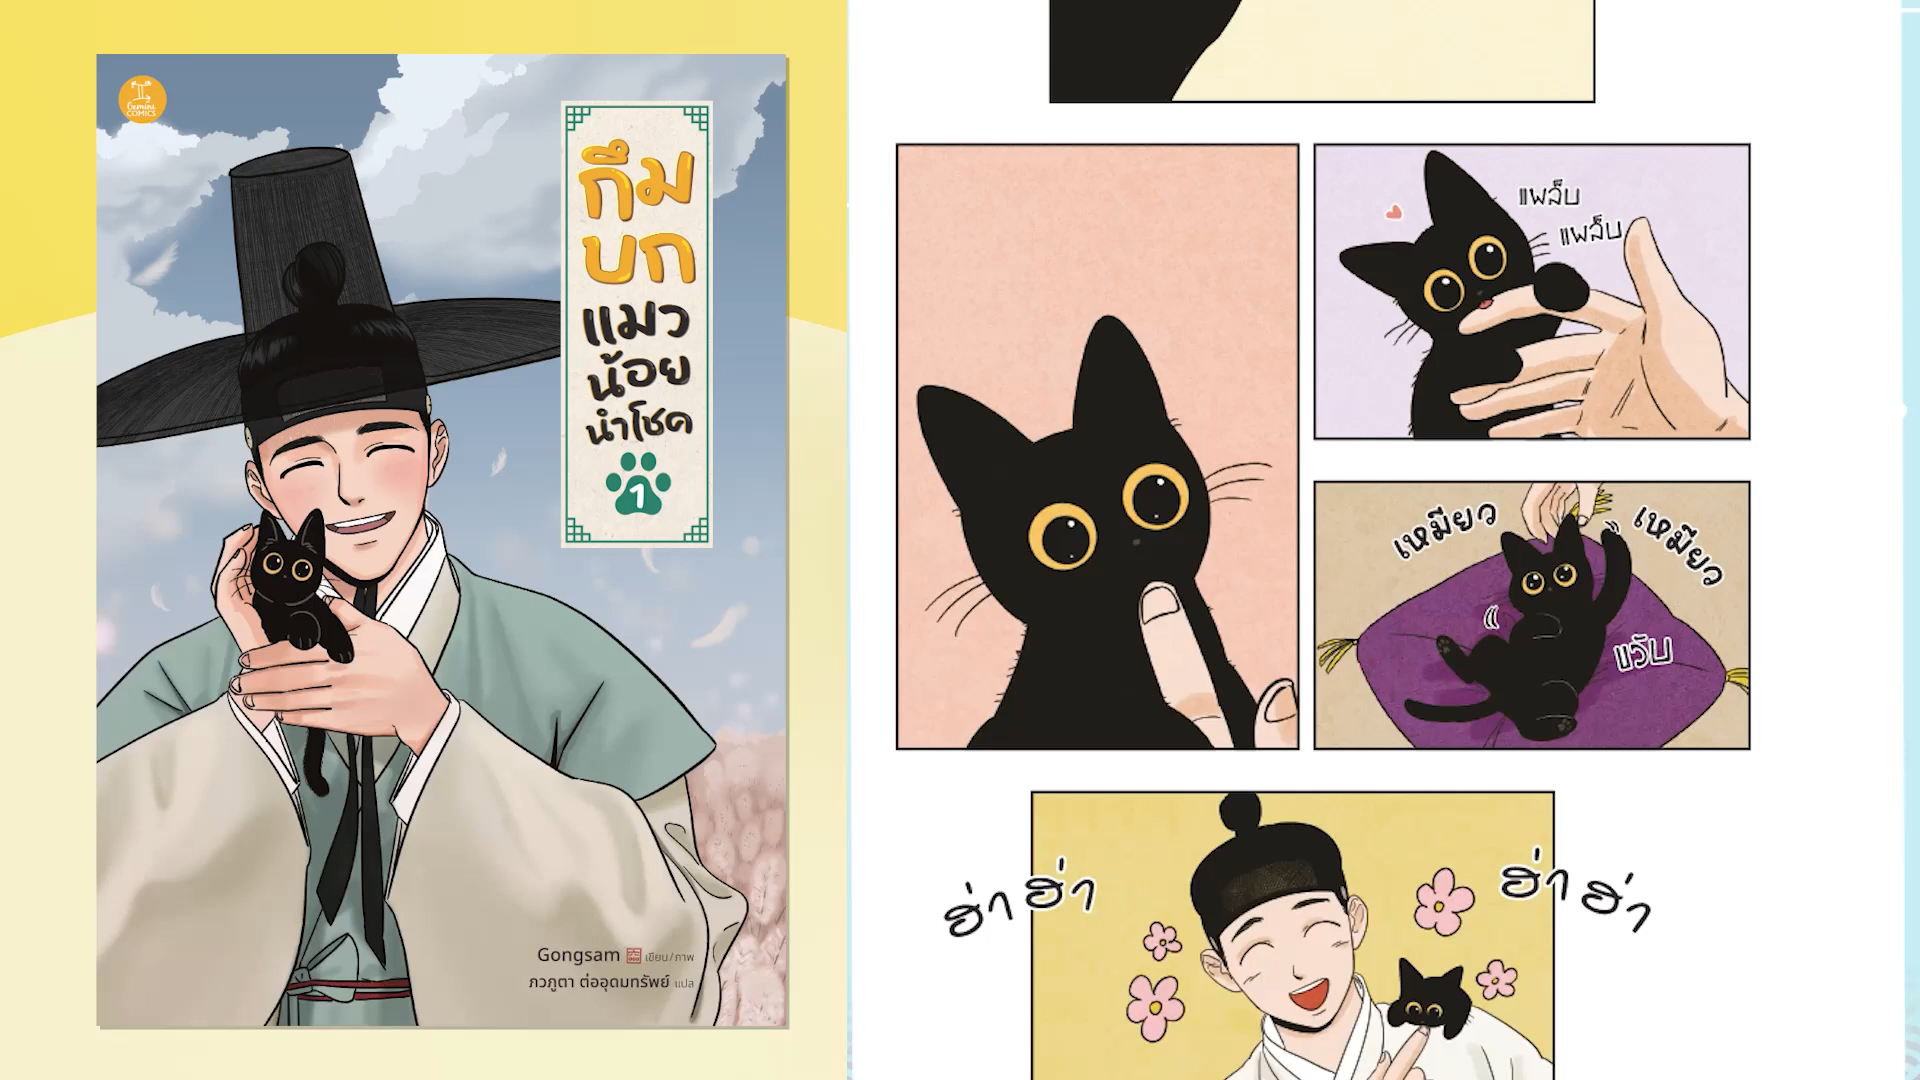 Gemini
COMICS
กึม
บก
แมว
น้อย
นำโชค
1
Gongsam เขียน/ภาพ
ภวภูตา ต่ออุดมทรัพย์ แปล
แพล็บ
แพล็บ
เหมียว
เหมียว
แว้บ
ฮ่า ฮ่า
ฮ่า ฮ่า